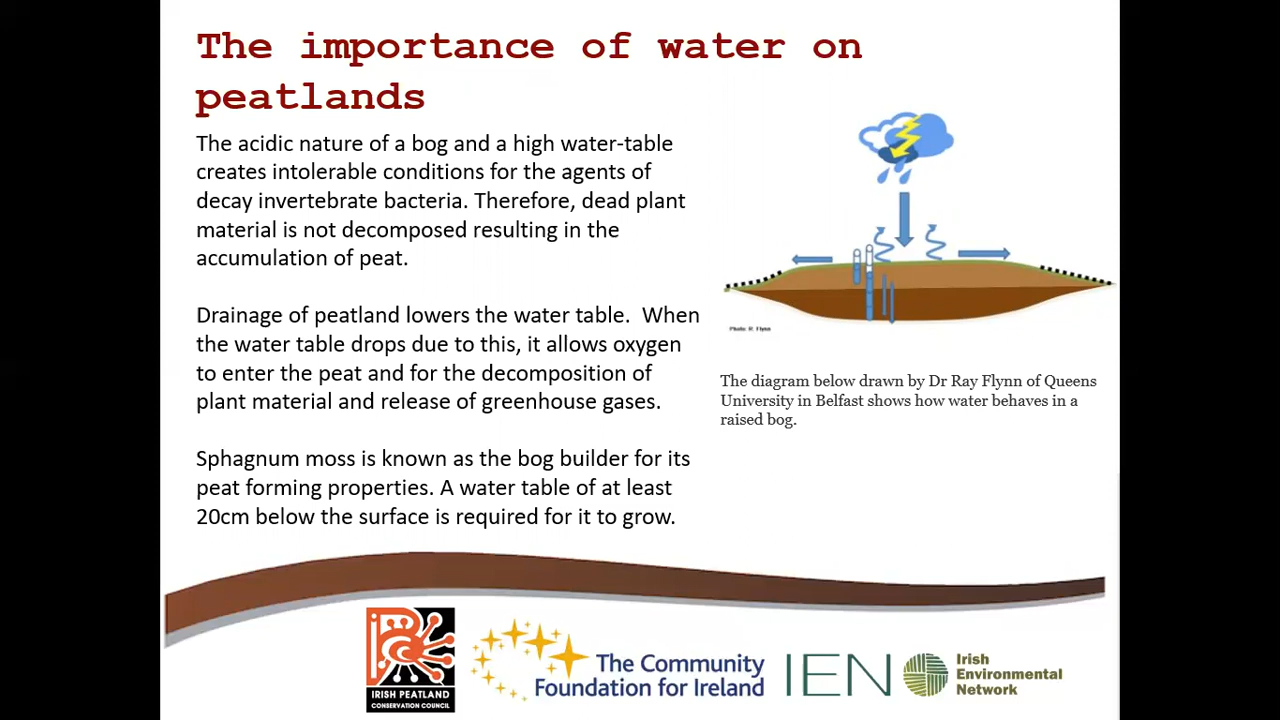 The importance of water on
peatlands
The acidic nature of a bog and a high water-table
creates intolerable conditions for the agents of
decay invertebrate bacteria. Therefore, dead plant
material is not decomposed resulting in the
accumulation of peat.
Drainage of peatland lowers the water table.  When
the water table drops due to this, it allows oxygen
to enter the peat and for the decomposition of
plant material and release of greenhouse gases.
Sphagnum moss is known as the bog builder for its
peat forming properties. A water table of at least
20cm below the surface is required for it to grow.
Photo: R. Flynn
The diagram below drawn by Dr Ray Flynn of Queens
University in Belfast shows how water behaves in a
raised bog.
IRISH PEATLAND
CONSERVATION COUNCIL
The Community
Foundation for Ireland
IEN
Irish
Environmental
Network